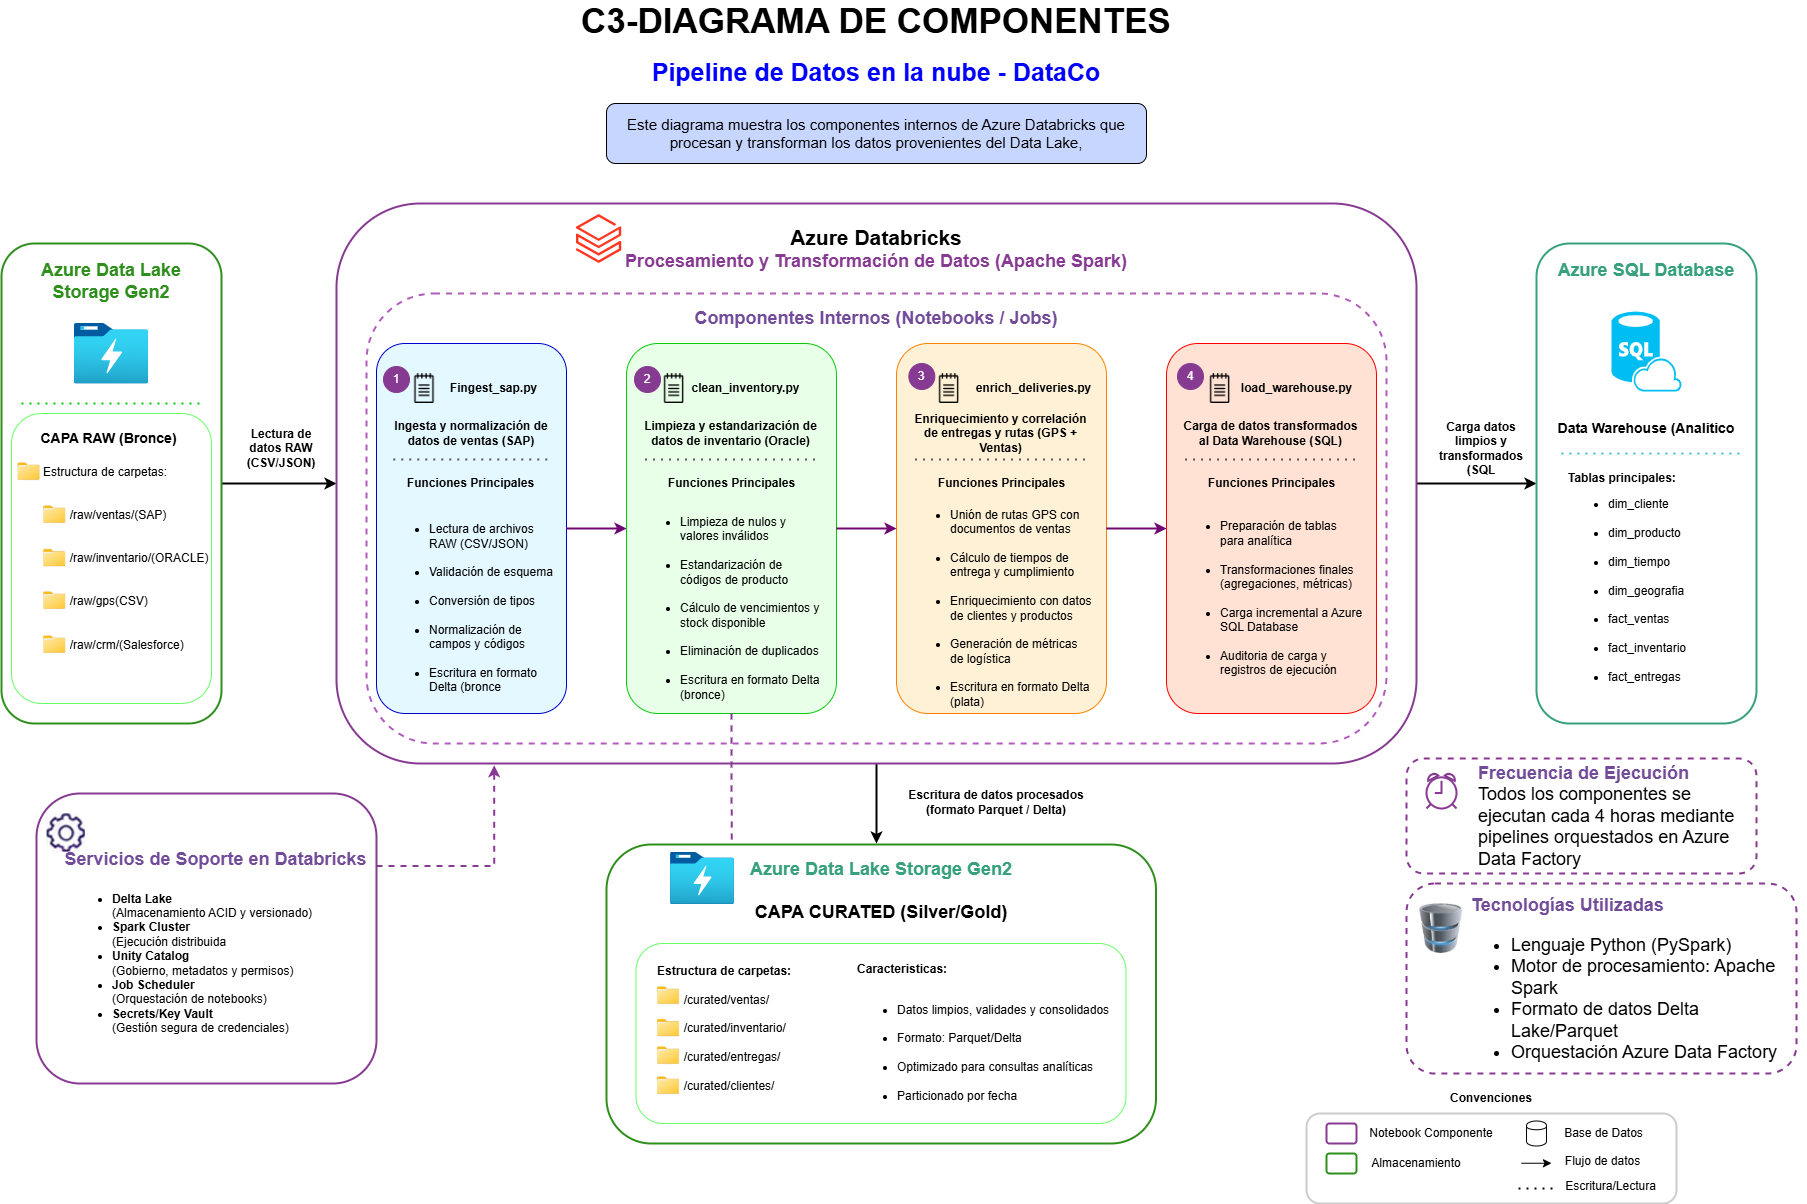 C3-DIAGRAMA DE COMPONENTES
Pipeline de Datos en la nube - DataCo
Este diagrama muestra los componentes internos de Azure Databricks que
procesan y transforman los datos provenientes del Data Lake,
Azure Data Lake
Storage Gen2
CAPA RAW (Bronce)
Estructura de carpetas:
/raw/ventas/(SAP)
/raw/inventario/(ORACLE)
/raw/gps(CSV)
/raw/crm/(Salesforce)
Lectura de
datos RAW
(CSV/JSON)
Azure Databricks
Procesamiento y Transformación de Datos (Apache Spark)
Componentes Internos (Notebooks / Jobs)
1
Fingest_sap.py
Ingesta y normalización de
datos de ventas (SAP)
Funciones Principales
Lectura de archivos
RAW (CSV/JSON)
Validación de esquema
Conversión de tipos
Normalización de
campos y códigos
Escritura en formato
Delta (bronce
2
clean_inventory.py
Limpieza y estandarización de
datos de inventario (Oracle)
Funciones Principales
Limpieza de nulos y
valores inválidos
Estandarización de
códigos de producto
Cálculo de vencimientos y
stock disponible
Eliminación de duplicados
Escritura en formato Delta
(bronce)
3
enrich_deliveries.py
Enriquecimiento y correlación
de entregas y rutas (GPS +
Ventas)
Funciones Principales
Unión de rutas GPS con
documentos de ventas
Cálculo de tiempos de
entrega y cumplimiento
Enriquecimiento con datos
de clientes y productos
Generación de métricas
de logística
Escritura en formato Delta
(plata)
4
load_warehouse.py
Carga de datos transformados
al Data Warehouse (SQL)
Funciones Principales
Preparación de tablas
para analítica
Transformaciones finales
(agregaciones, métricas)
Carga incremental a Azure
SQL Database
Auditoria de carga y
registros de ejecución
Carga datos
limpios y
transformados
(SQL
Azure SQL Database
SQL
Data Warehouse (Analitico
Tablas principales:
dim_cliente
dim_producto
dim_tiempo
dim_geografia
fact_ventas
fact_inventario
fact_entregas
Servicios de Soporte en Databricks
Delta Lake
(Almacenamiento ACID y versionado)
Spark Cluster
(Ejecución distribuida
Unity Catalog
(Gobierno, metadatos y permisos)
Job Scheduler
(Orquestación de notebooks)
Secrets/Key Vault
(Gestión segura de credenciales)
Escritura de datos procesados
(formato Parquet / Delta)
Azure Data Lake Storage Gen2
CAPA CURATED (Silver/Gold)
Estructura de carpetas:
/curated/ventas/
/curated/inventario/
/curated/entregas/
/curated/clientes/
Caracteristicas:
Datos limpios, validades y consolidados
Formato: Parquet/Delta
Optimizado para consultas analíticas
Particionado por fecha
Frecuencia de Ejecución
Todos los componentes se
ejecutan cada 4 horas mediante
pipelines orquestados en Azure
Data Factory
Tecnologías Utilizadas
Lenguaje Python (PySpark)
Motor de procesamiento: Apache
Spark
Formato de datos Delta
Lake/Parquet
Orquestación Azure Data Factory
Convenciones
Notebook Componente
Base de Datos
Almacenamiento
Flujo de datos
Escritura/Lectura